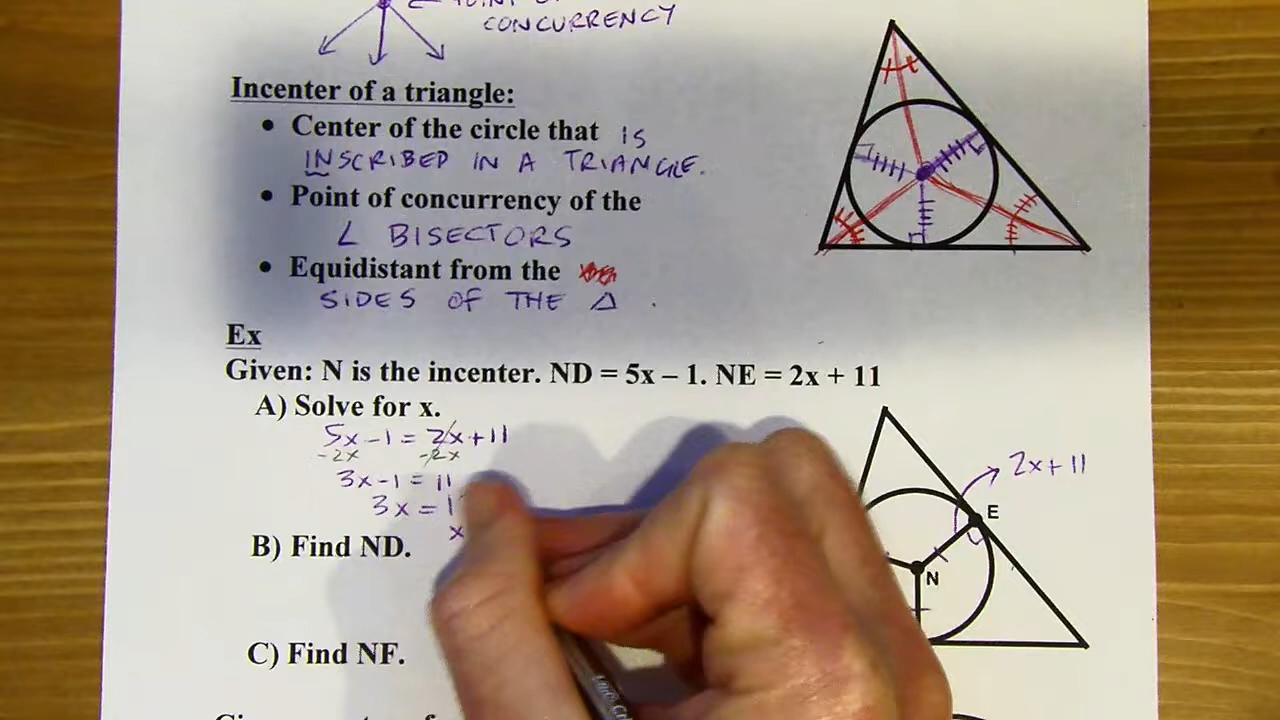 CONCURRENCY
Incenter of a triangle:
• Center of the circle that IS
INSCRIBED IN A TRIANGLE.
• Point of concurrency of the
∠ BISECTORS
• Equidistant from the
SIDES OF THE △.
Ex
Given: N is the incenter. ND = 5x – 1. NE = 2x + 11
A) Solve for x.
5x-1 = 2x+11
-2x -2x
3x-1 = 11
3x = 1
x
2x+11
E
N
B) Find ND.
C) Find NF.